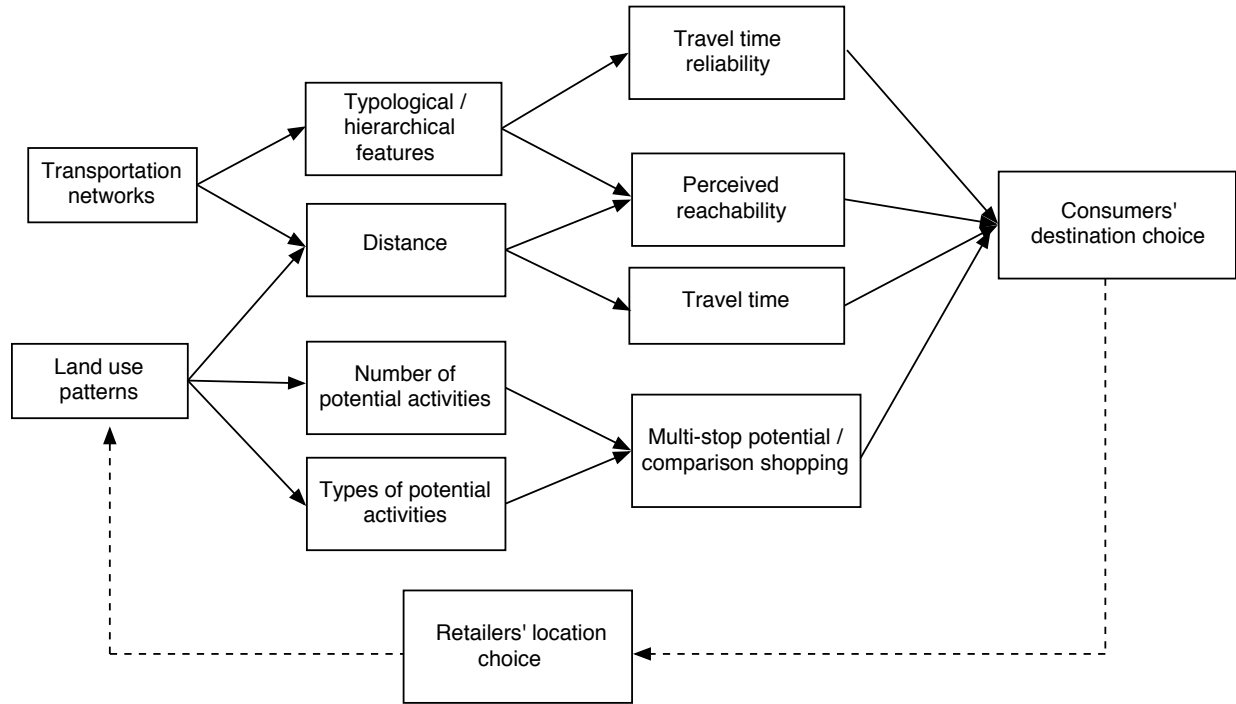 Travel time
reliability
Typological /
hierarchical
features
Transportation
networks
Perceived
reachability
Consumers'
destination choice
Distance
Travel time
Land use
patterns
Number of
potential activities
Multi-stop potential /
comparison shopping
Types of potential
activities
Retailers' location
choice